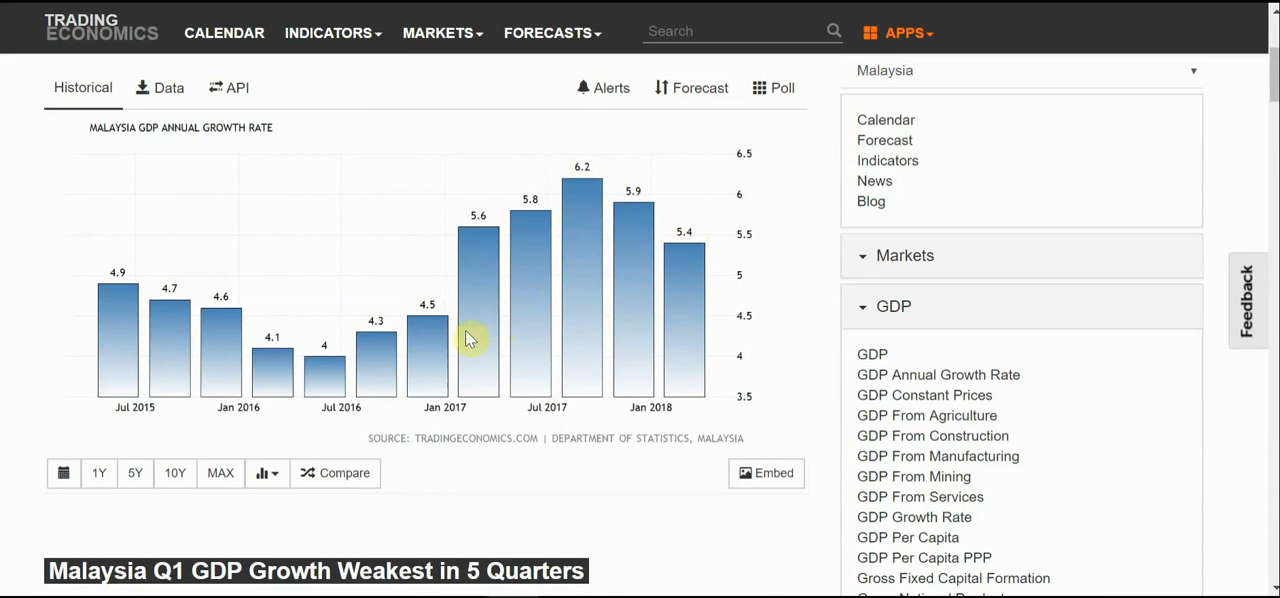 TRADING
ECONOMICS
CALENDAR INDICATORS MARKETS FORECASTS Search APPS
Historical Data API Alerts Forecast Poll
MALAYSIA GDP ANNUAL GROWTH RATE
6.5
6
5.5
5
4.5
4
3.5
4.9 4.7 4.6 4.1 4 4.3 4.5 5.6 5.8 6.2 5.9 5.4
Jul 2015 Jan 2016 Jul 2016 Jan 2017 Jul 2017 Jan 2018
SOURCE: TRADINGECONOMICS.COM | DEPARTMENT OF STATISTICS, MALAYSIA
1Y 5Y 10Y MAX Compare Embed
Malaysia Q1 GDP Growth Weakest in 5 Quarters
Malaysia
Calendar
Forecast
Indicators
News
Blog
Markets
GDP
GDP
GDP Annual Growth Rate
GDP Constant Prices
GDP From Agriculture
GDP From Construction
GDP From Manufacturing
GDP From Mining
GDP From Services
GDP Growth Rate
GDP Per Capita
GDP Per Capita PPP
Gross Fixed Capital Formation
Feedback